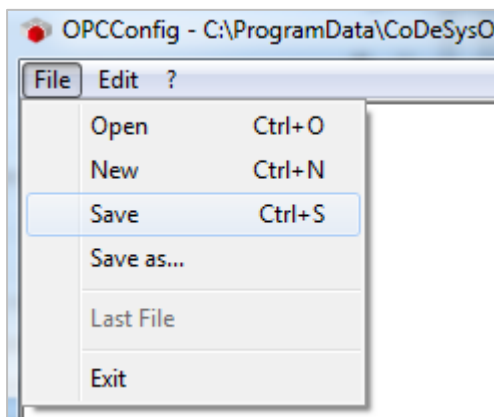 OPCConfig - C:\ProgramData\CoDeSysO
File Edit ?
Open Ctrl+O
New Ctrl+N
Save Ctrl+S
Save as...
Last File
Exit